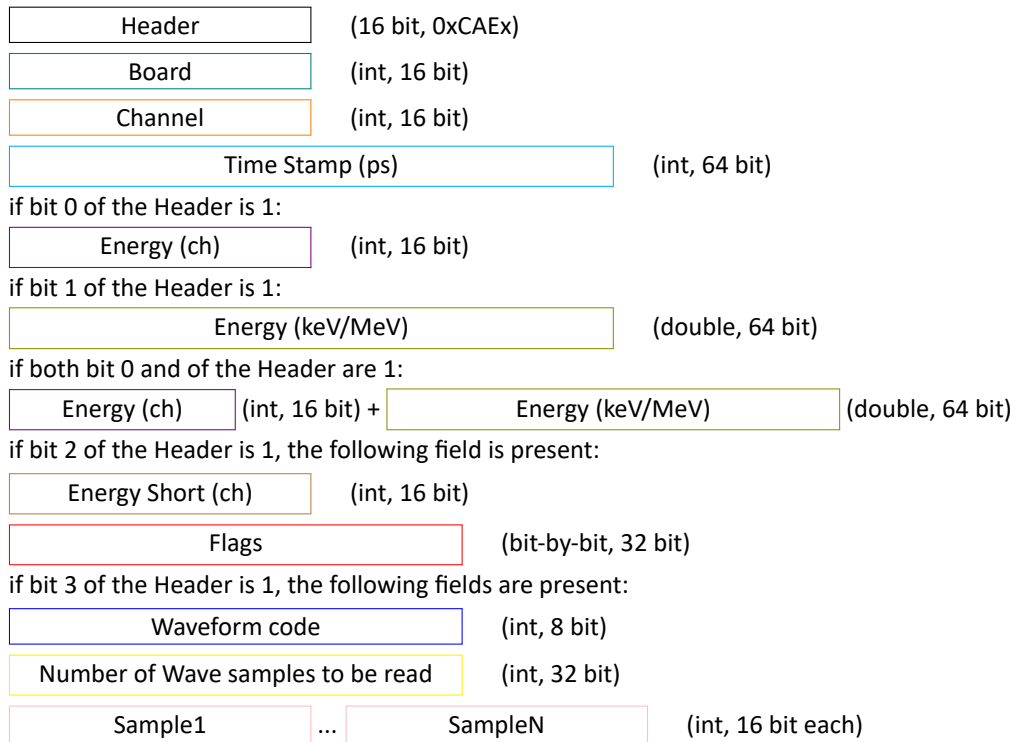 Header (16 bit, 0xCAEx)
Board (int, 16 bit)
Channel (int, 16 bit)
Time Stamp (ps) (int, 64 bit)
if bit 0 of the Header is 1:
Energy (ch) (int, 16 bit)
if bit 1 of the Header is 1:
Energy (keV/MeV) (double, 64 bit)
if both bit 0 and of the Header are 1:
Energy (ch) (int, 16 bit) + Energy (keV/MeV) (double, 64 bit)
if bit 2 of the Header is 1, the following field is present:
Energy Short (ch) (int, 16 bit)
Flags (bit-by-bit, 32 bit)
if bit 3 of the Header is 1, the following fields are present:
Waveform code (int, 8 bit)
Number of Wave samples to be read (int, 32 bit)
Sample1 ... SampleN (int, 16 bit each)